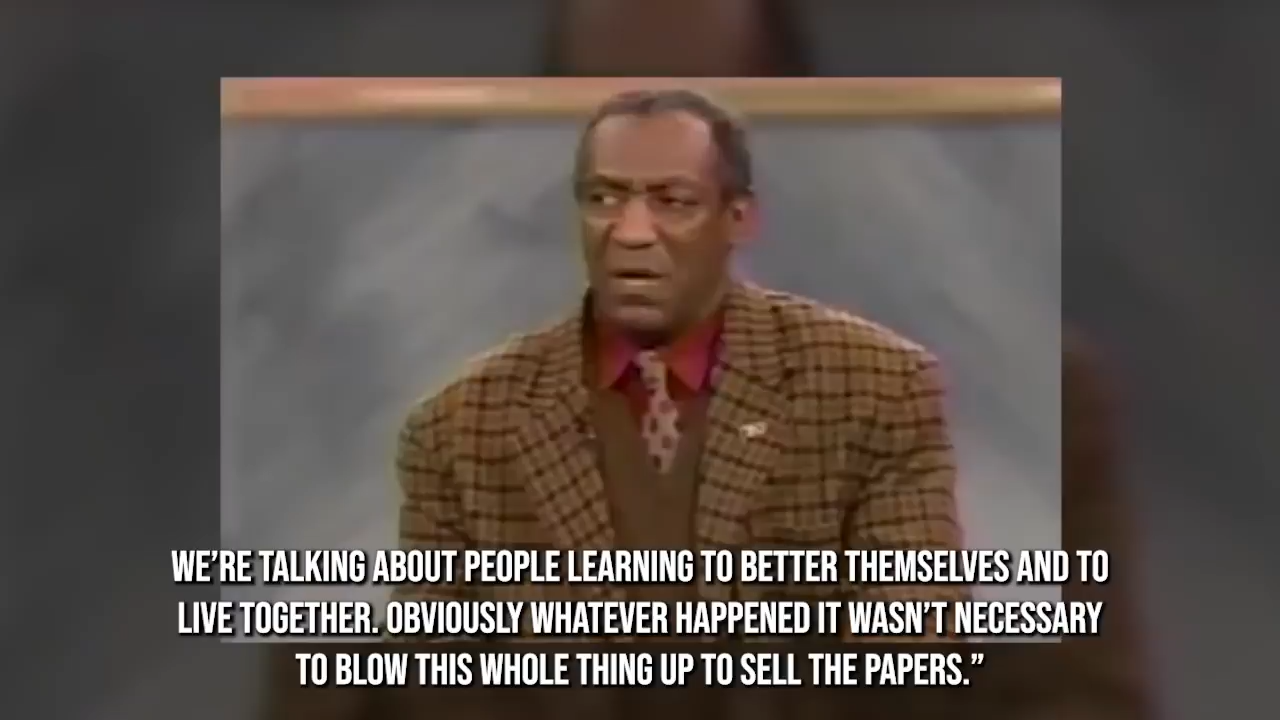 WE’RE TALKING ABOUT PEOPLE LEARNING TO BETTER THEMSELVES AND TO
LIVE TOGETHER. OBVIOUSLY WHATEVER HAPPENED IT WASN’T NECESSARY
TO BLOW THIS WHOLE THING UP TO SELL THE PAPERS.”